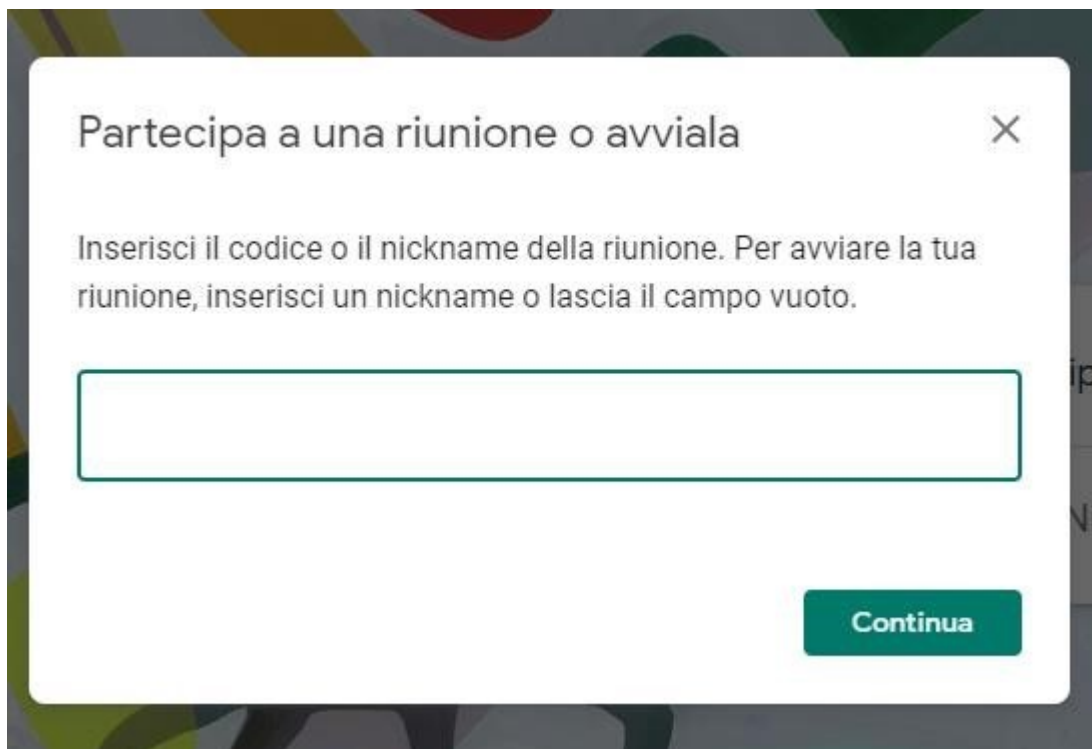 Partecipa a una riunione o avviala
Inserisci il codice o il nickname della riunione. Per avviare la tua
riunione, inserisci un nickname o lascia il campo vuoto.
Continua